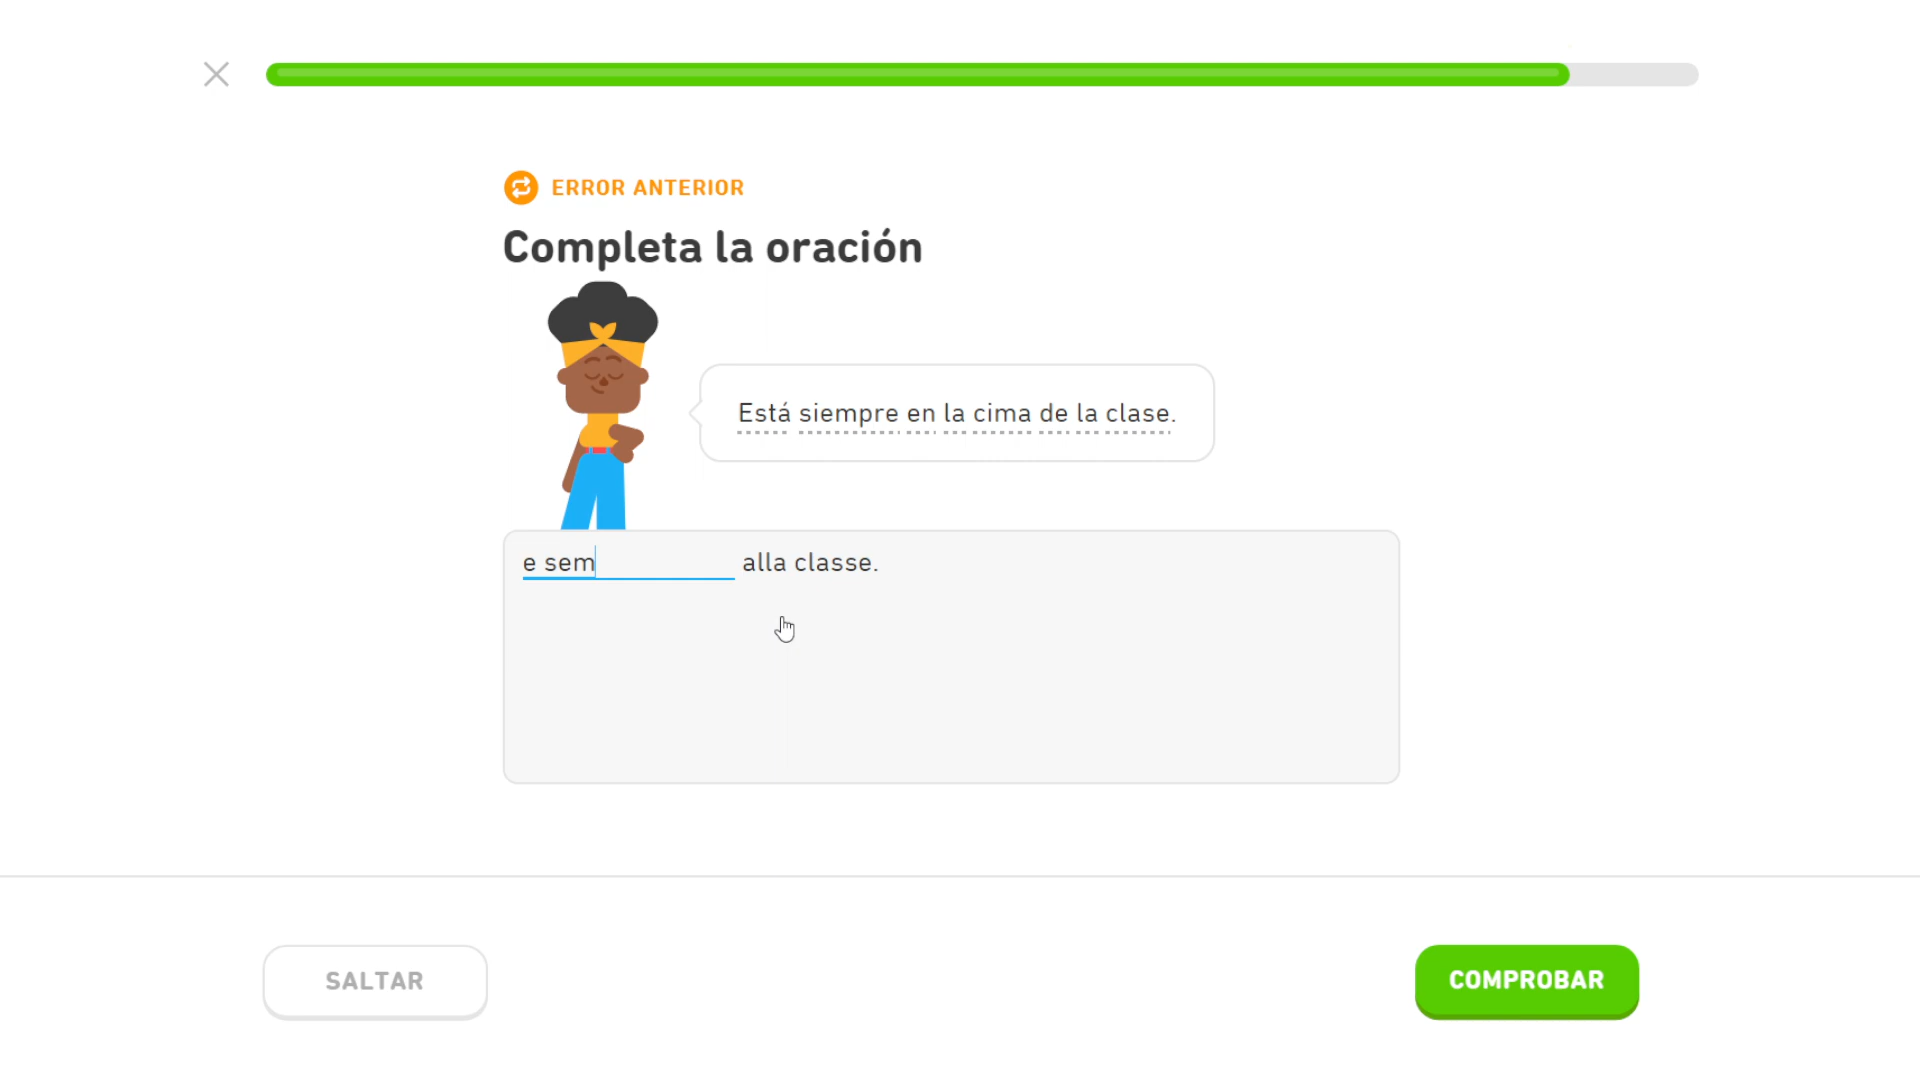 ERROR ANTERIOR
Completa la oración
Está siempre en la cima de la clase.
e sem alla classe.
SALTAR
COMPROBAR